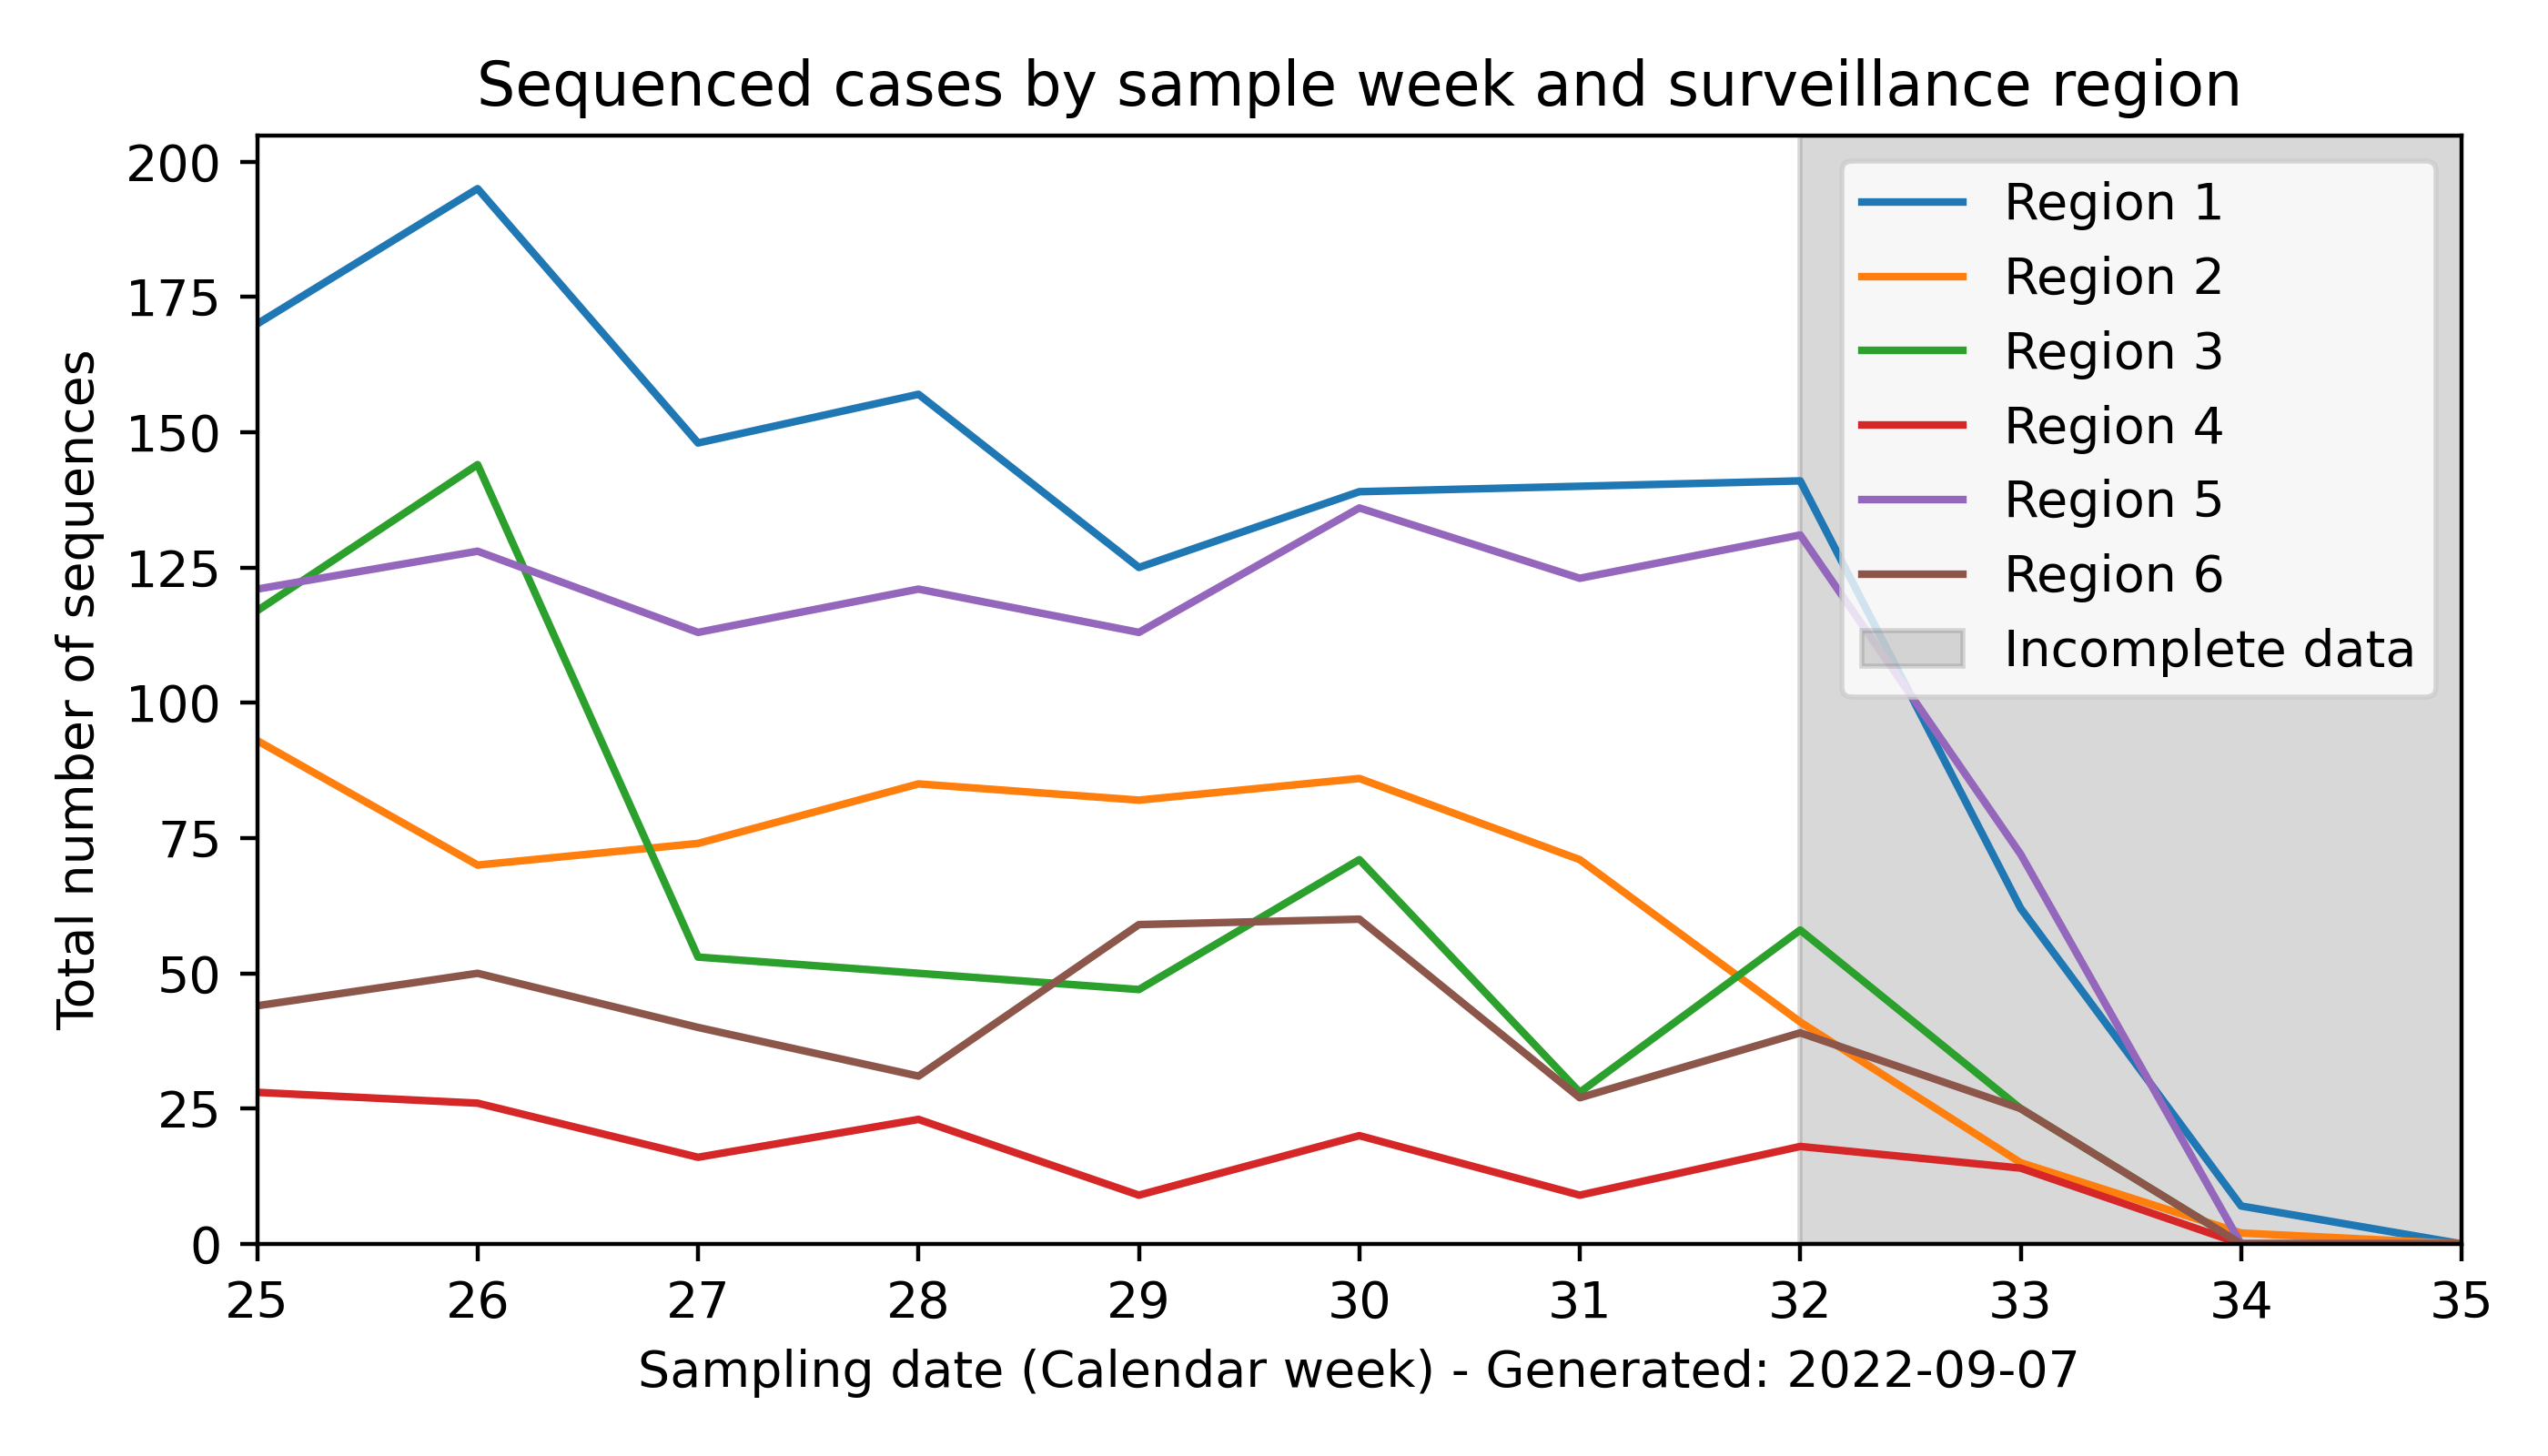 Sequenced cases by sample week and surveillance region
Total number of sequences
200
175
150
125
100
75
50
25
0
Region 1
Region 2
Region 3
Region 4
Region 5
Region 6
Incomplete data
25 26 27 28 29 30 31 32 33 34 35
Sampling date (Calendar week) - Generated: 2022-09-07